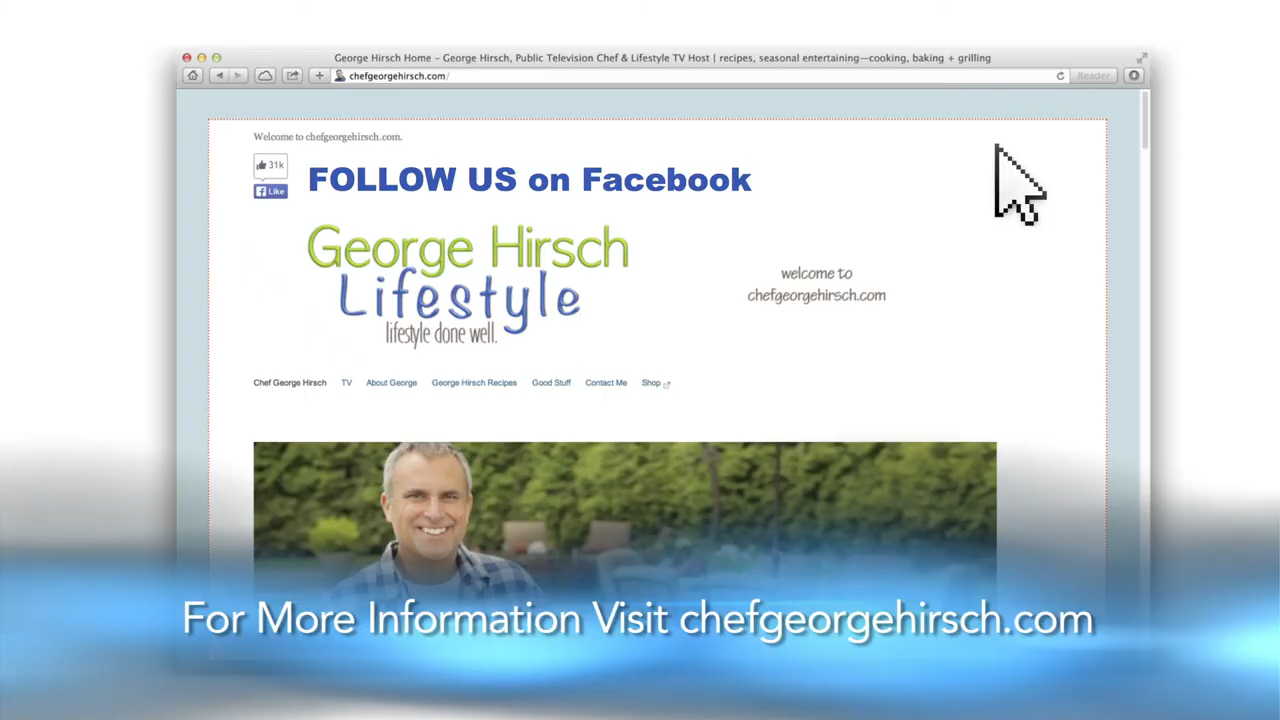 George Hirsch Home – George Hirsch, Public Television Chef & Lifestyle TV Host | recipes, seasonal entertaining—cooking, baking + grilling
chefgeorgehirsch.com/
Reader
Welcome to chefgeorgehirsch.com.
31k
Like
FOLLOW US on Facebook
George Hirsch
Lifestyle
lifestyle done well.
welcome to
chefgeorgehirsch.com
Chef George Hirsch TV About George George Hirsch Recipes Good Stuff Contact Me Shop
For More Information Visit chefgeorgehirsch.com